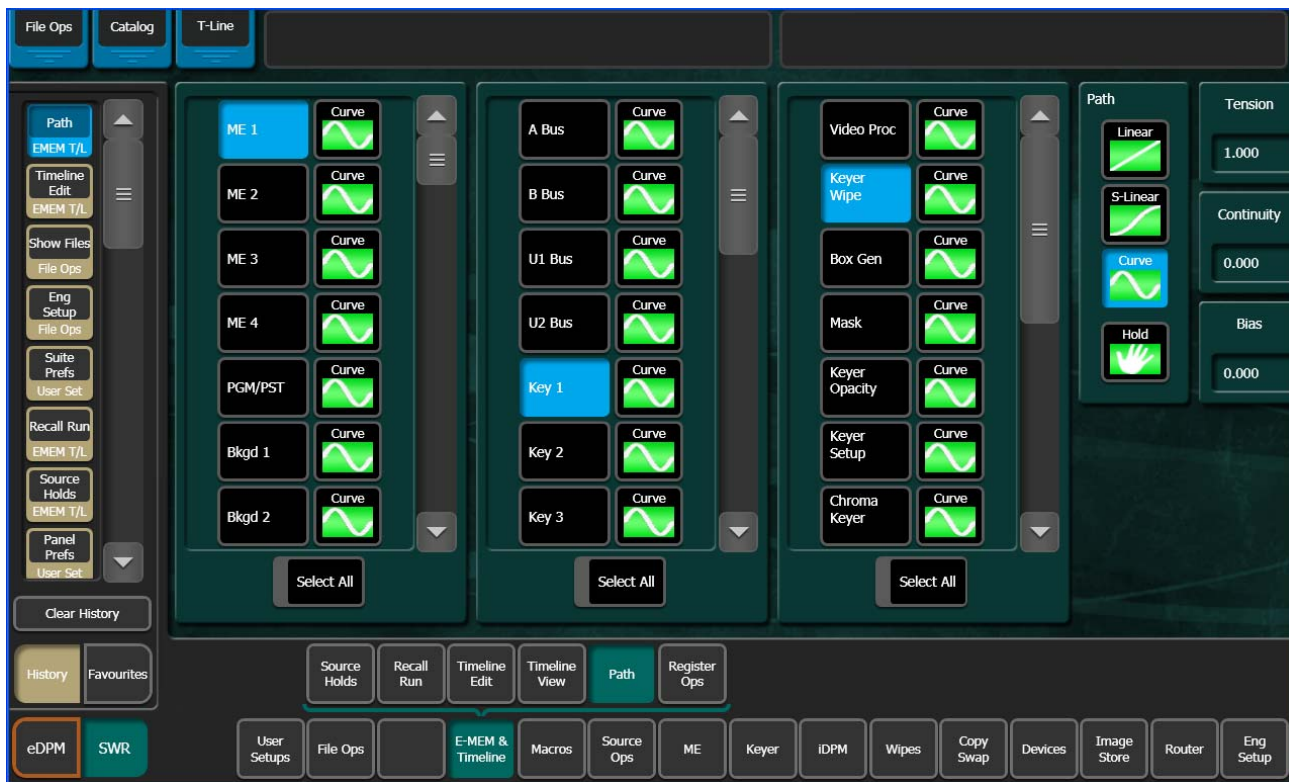 File Ops
Catalog
T-Line
Path
EMEM T/L
Timeline
Edit
EMEM T/L
Show Files
File Ops
Eng
Setup
File Ops
Suite
Prefs
User Set
Recall Run
EMEM T/L
Source
Holds
EMEM T/L
Panel
Prefs
User Set
Clear History
History
Favourites
ME 1
Curve
ME 2
Curve
ME 3
Curve
ME 4
Curve
PGM/PST
Curve
Bkgd 1
Curve
Bkgd 2
Curve
Select All
A Bus
Curve
B Bus
Curve
U1 Bus
Curve
U2 Bus
Curve
Key 1
Curve
Key 2
Curve
Key 3
Curve
Select All
Video Proc
Curve
Keyer
Wipe
Curve
Box Gen
Curve
Mask
Curve
Keyer
Opacity
Curve
Keyer
Setup
Curve
Chroma
Keyer
Curve
Select All
Path
Linear
S-Linear
Curve
Hold
Tension
1.000
Continuity
0.000
Bias
0.000
Source
Holds
Recall
Run
Timeline
Edit
Timeline
View
Path
Register
Ops
eDPM
SWR
User
Setups
File Ops
E-MEM &
Timeline
Macros
Source
Ops
ME
Keyer
iDPM
Wipes
Copy
Swap
Devices
Image
Store
Router
Eng
Setup